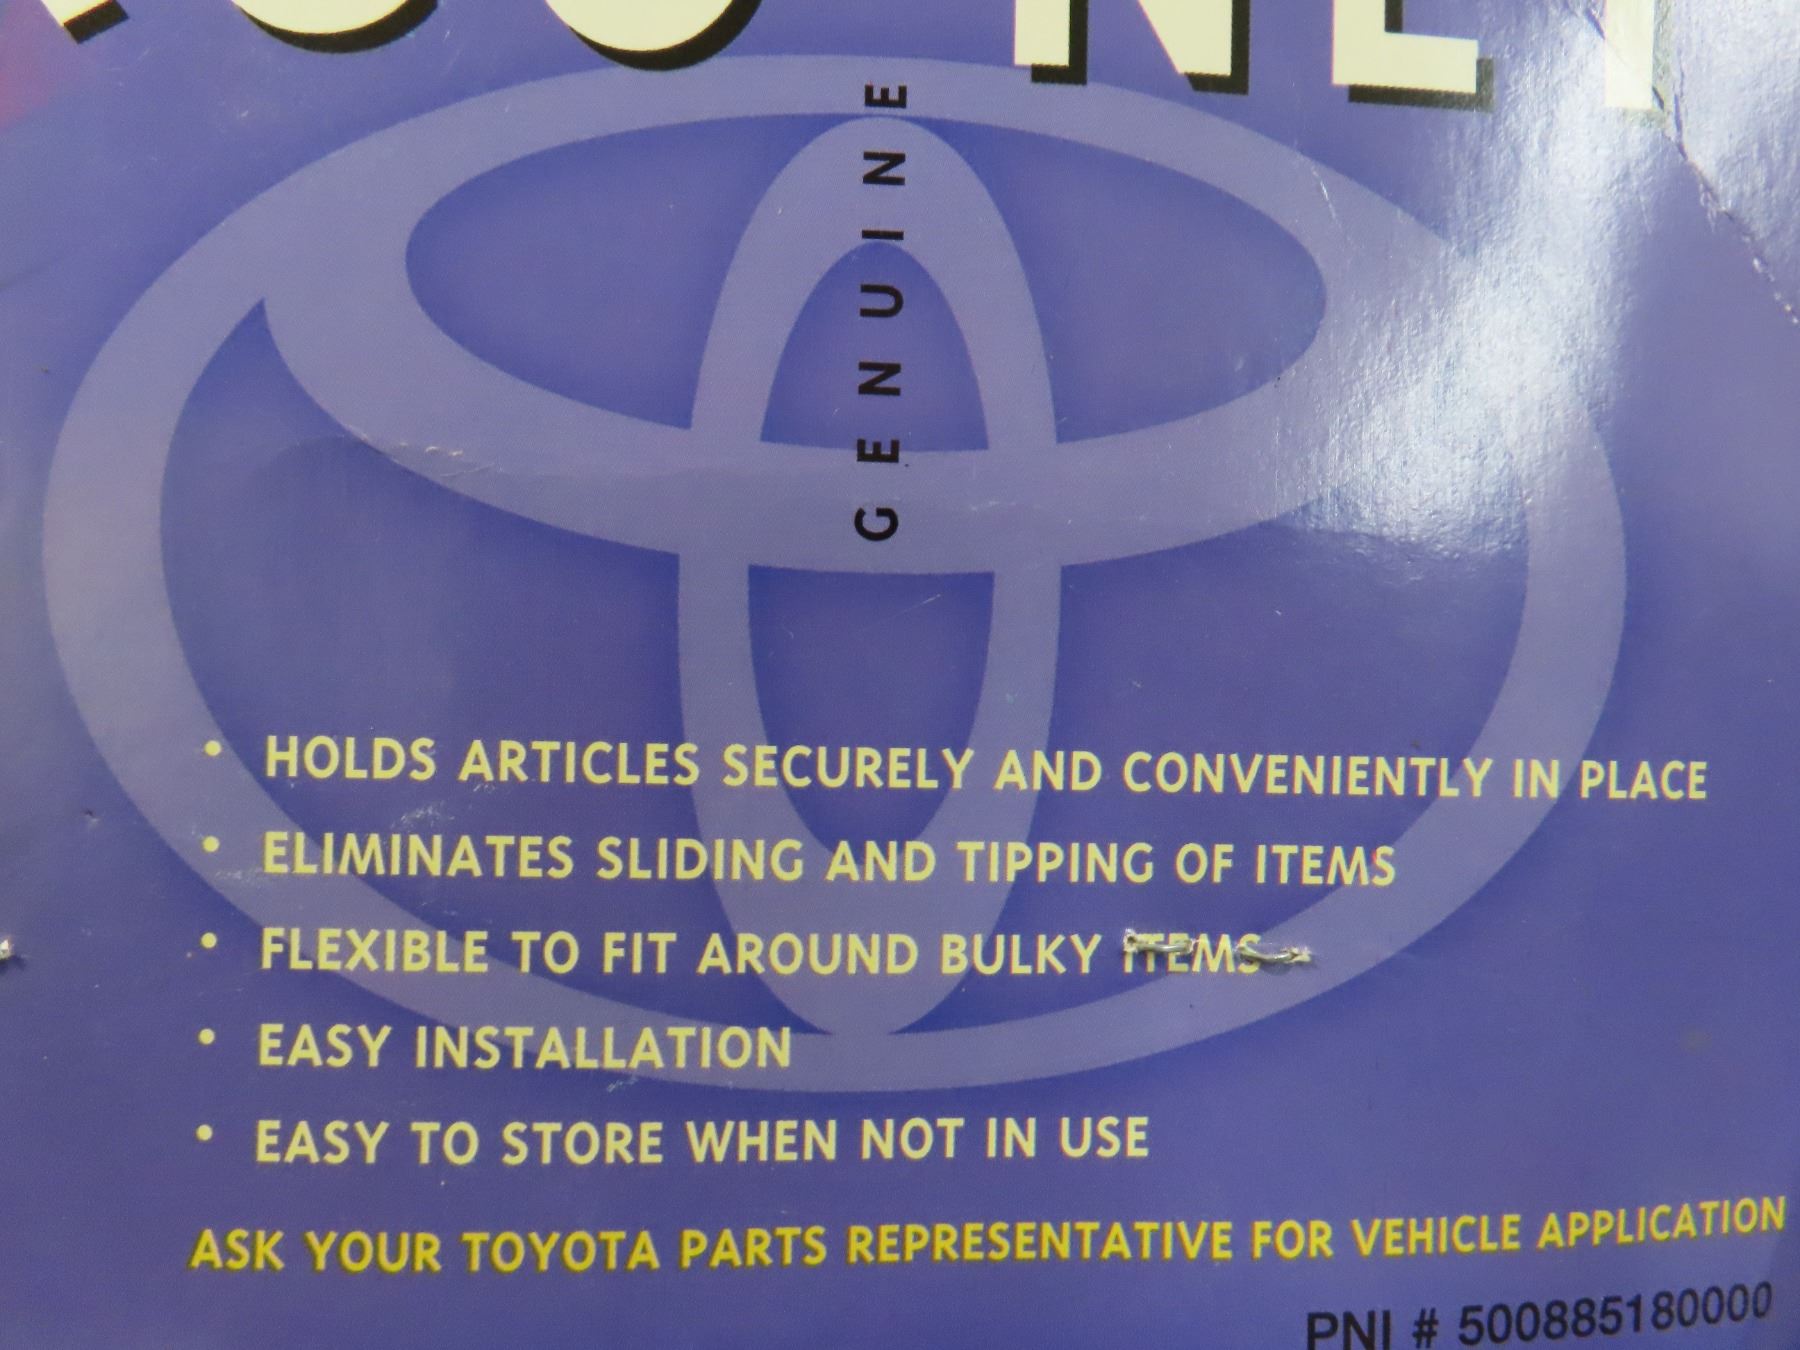 NET
GENUINE
• HOLDS ARTICLES SECURELY AND CONVENIENTLY IN PLACE
• ELIMINATES SLIDING AND TIPPING OF ITEMS
• FLEXIBLE TO FIT AROUND BULKY ITEMS
• EASY INSTALLATION
• EASY TO STORE WHEN NOT IN USE
ASK YOUR TOYOTA PARTS REPRESENTATIVE FOR VEHICLE APPLICATION
PNI # 500885180000